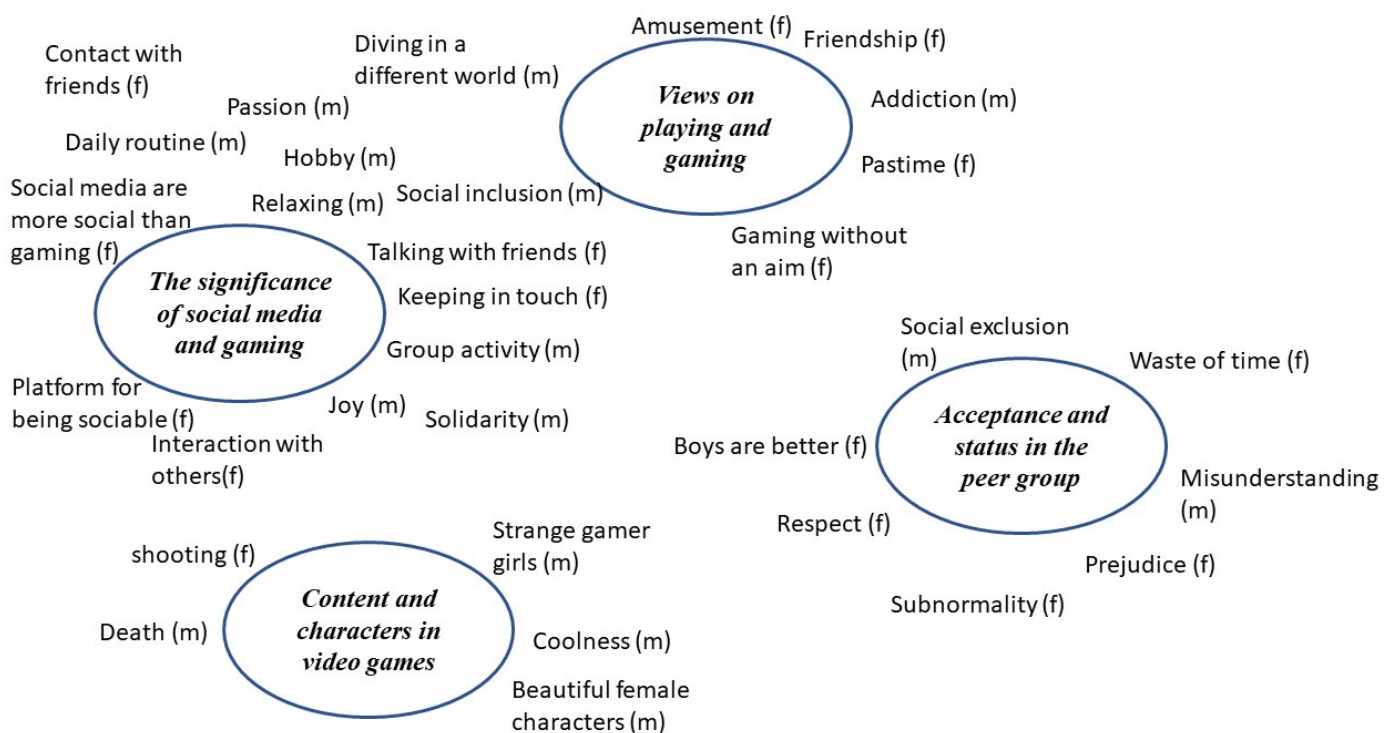 Contact with
friends (f)
Diving in a
different world (m)
Passion (m)
Daily routine (m)
Hobby (m)
Social media are
more social than
gaming (f)
Relaxing (m)
Social inclusion (m)
Amusement (f)
Friendship (f)
Views on
playing and
gaming
Addiction (m)
Pastime (f)
Gaming without
an aim (f)
The significance
of social media
and gaming
Talking with friends (f)
Keeping in touch (f)
Group activity (m)
Platform for
being sociable (f)
Joy (m)
Solidarity (m)
Interaction with
others(f)
Social exclusion
(m)
Waste of time (f)
Acceptance and
status in the
peer group
Boys are better (f)
Misunderstanding
(m)
Respect (f)
Prejudice (f)
Subnormality (f)
shooting (f)
Strange gamer
girls (m)
Content and
characters in
video games
Death (m)
Coolness (m)
Beautiful female
characters (m)